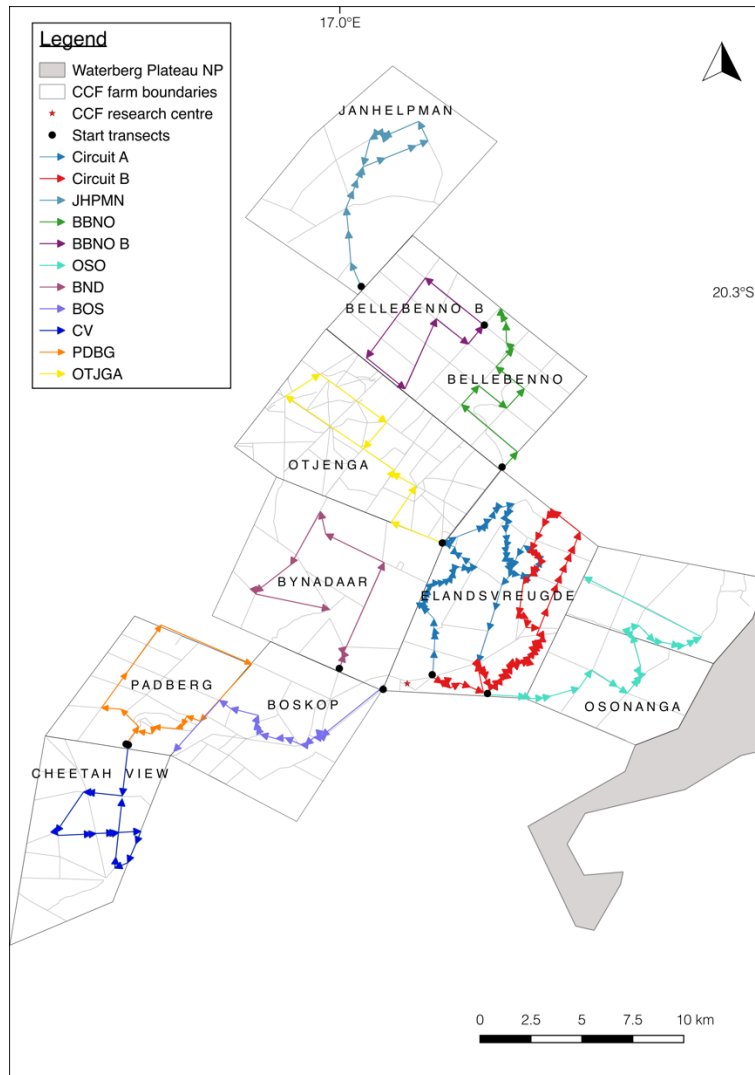 17.0°E
Legend
Waterberg Plateau NP
CCF farm boundaries
CCF research centre
Start transects
Circuit A
Circuit B
JHPMN
BBNO
BBNO B
OSO
BND
BOS
CV
PDBG
OTJGA
JANHELPMAN
20.3°S
BELLEBENNO B
BELLEBENNO
OTJENGA
BYNADAAR
ELANDSVREUGDE
PADBERG
BOSKOP
OSONANGA
CHEETAH VIEW
0 2.5 5 7.5 10 km